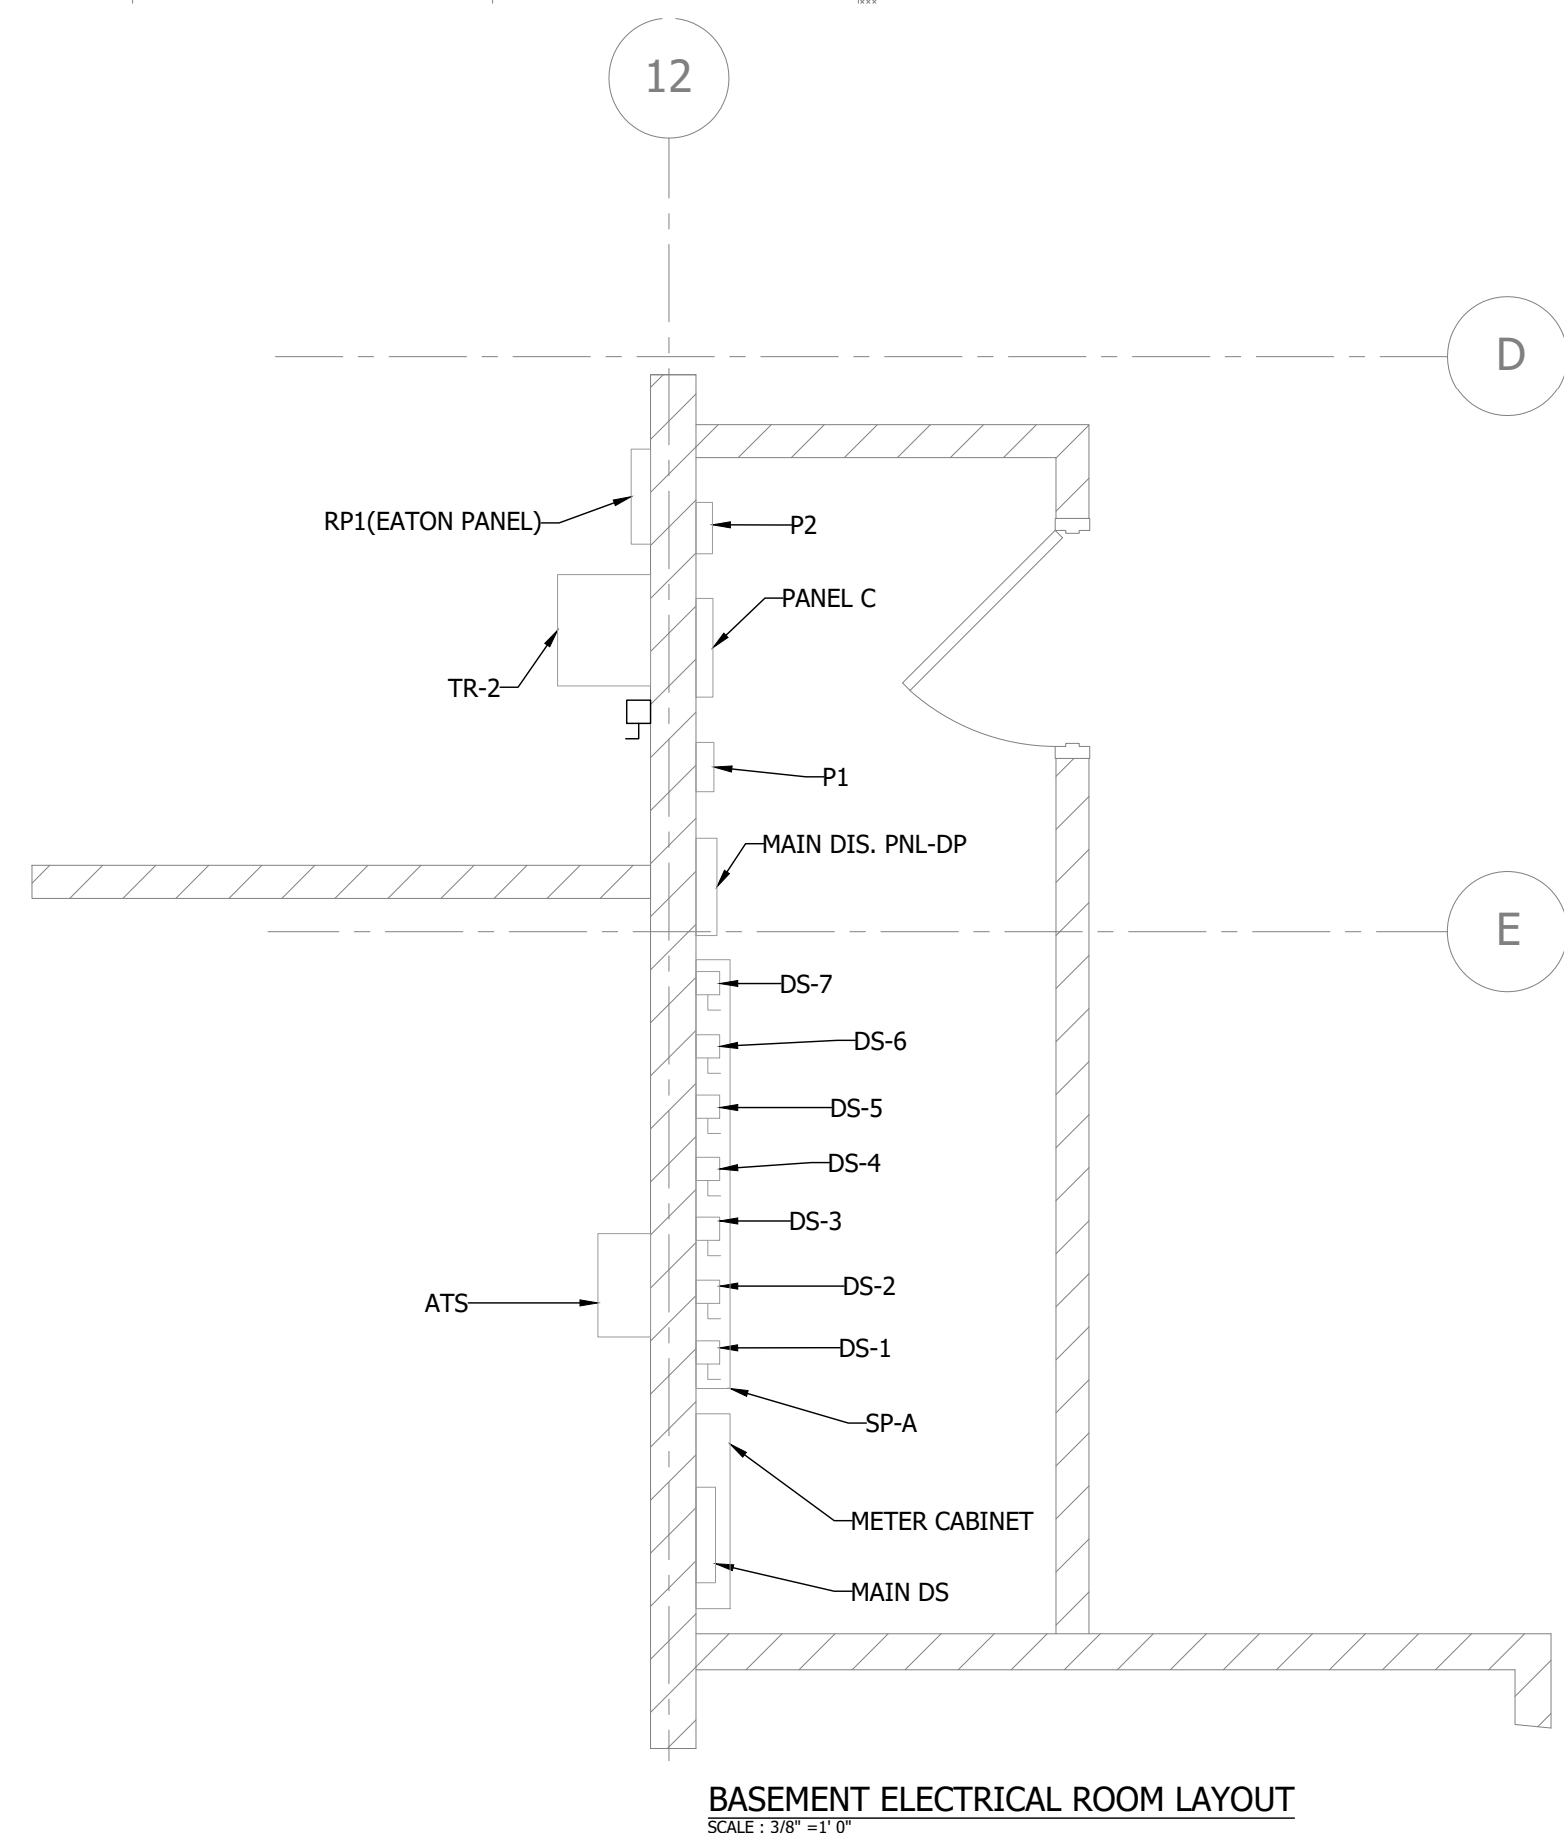 12
D
RP1(EATON PANEL)
P2
PANEL C
TR-2
P1
MAIN DIS. PNL-DP
E
DS-7
DS-6
DS-5
DS-4
DS-3
DS-2
ATS
DS-1
SP-A
METER CABINET
MAIN DS
BASEMENT ELECTRICAL ROOM LAYOUT
SCALE : 3/8" =1' 0"